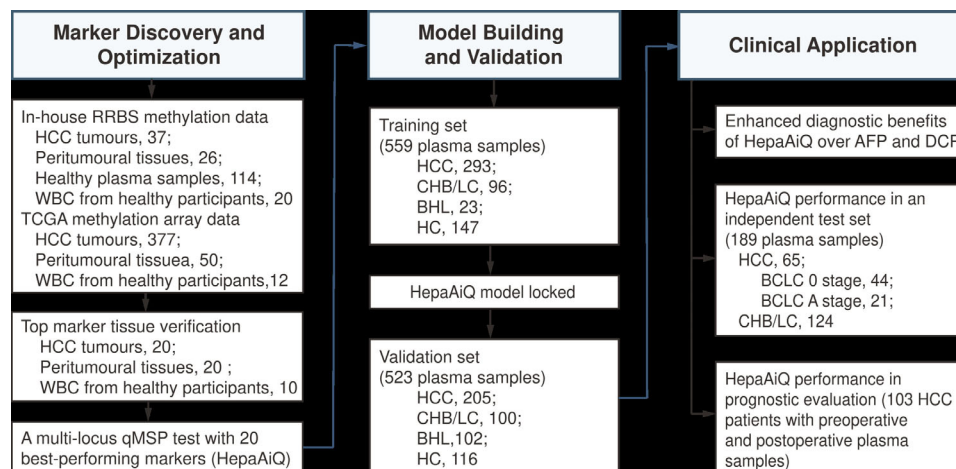 Marker Discovery and
Optimization
In-house RRBS methylation data
HCC tumours, 37;
Peritumoural tissues, 26;
Healthy plasma samples, 114;
WBC from healthy participants, 20
TCGA methylation array data
HCC tumours, 377;
Peritumoural tissuea, 50;
WBC from healthy participants,12
Top marker tissue verification
HCC tumours, 20;
Peritumoural tissues, 20 ;
WBC from healthy participants, 10
A multi-locus qMSP test with 20
best-performing markers (HepaAiQ)
Model Building
and Validation
Training set
(559 plasma samples)
HCC, 293;
CHB/LC, 96;
BHL, 23;
HC, 147
HepaAiQ model locked
Validation set
(523 plasma samples)
HCC, 205;
CHB/LC, 100;
BHL,102;
HC, 116
Clinical Application
Enhanced diagnostic benefits
of HepaAiQ over AFP and DCP
HepaAiQ performance in an
independent test set
(189 plasma samples)
HCC, 65;
BCLC 0 stage, 44;
BCLC A stage, 21;
CHB/LC, 124
HepaAiQ performance in
prognostic evaluation (103 HCC
patients with preoperative
and postoperative plasma
samples)